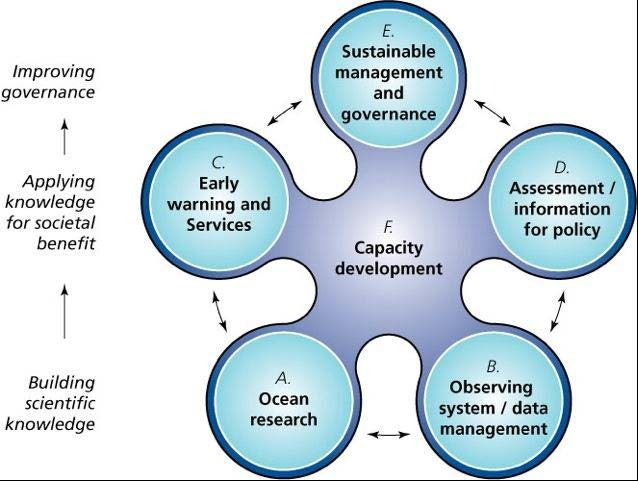 Improving
governance
Applying
knowledge
for societal
benefit
Building
scientific
knowledge
E.
Sustainable
management
and
governance
C.
Early
warning and
Services
D.
Assessment /
information
for policy
F.
Capacity
development
A.
Ocean
research
B.
Observing
system / data
management